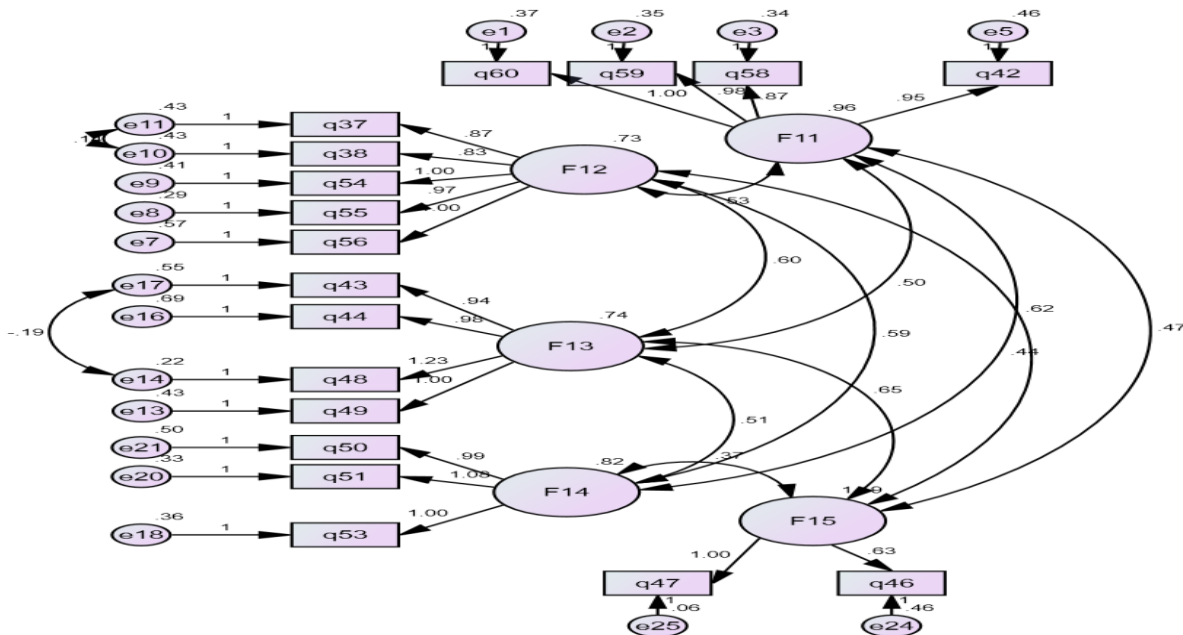 .37 .35 .34 .46
e1 e2 e3 e5
1 1 1 1
q60 q59 q58 q42
1.00 .98 .87 .95
.96
F11
.43
e11 1 q37 .87 .73
.43
e10 1 q38 .83 F12
.41
e9 1 q54 1.00
.29
e8 1 q55 .97
.57
e7 1 q56 .53
.60 .50 .62 .47
.55
e17 1 q43 .94
.69
e16 1 q44 .98 .74
-.19 F13 .59 .44
.22
e14 1 q48 1.23
.43
e13 1 q49 1.00 .65
.51
.50
e21 1 q50 .99
.33
e20 1 q51 1.08 .82 .37
F14
.36
e18 1 q53 1.00
F15
1.00 .63
q47 q46
1 1
.06 .46
e25 e24